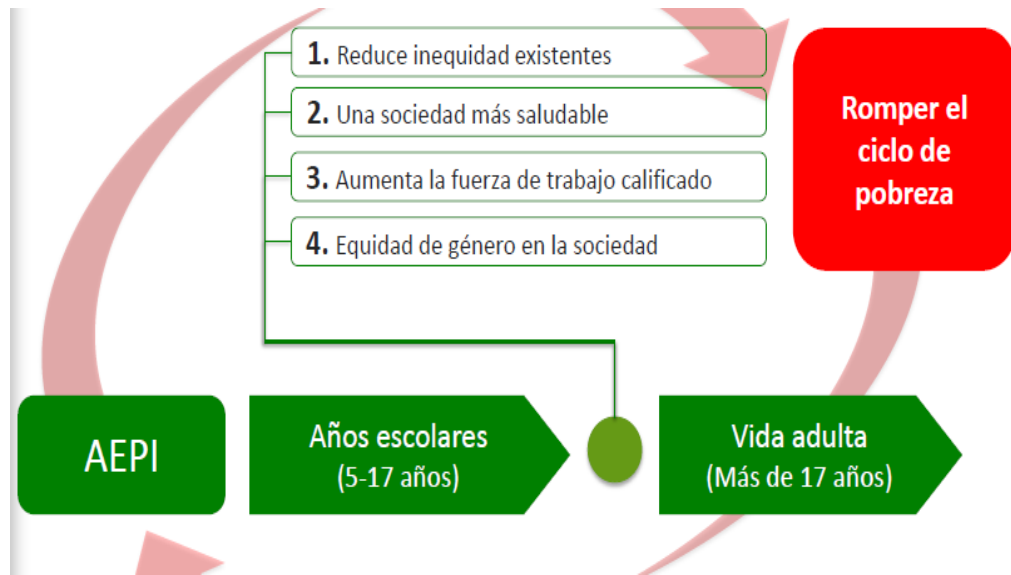 1. Reduce inequidad existentes
2. Una sociedad más saludable
3. Aumenta la fuerza de trabajo calificado
4. Equidad de género en la sociedad
Romper el
ciclo de
pobreza
AEPI
Años escolares
(5-17 años)
Vida adulta
(Más de 17 años)